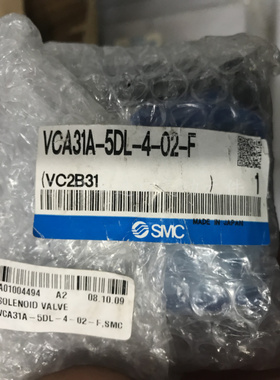 VCA31A-5DL-4-02-F
(VC2B31 ) 1
SMC
MADE IN JAPAN
A01004494 A2 08.10.09
SOLENOID VALVE
VCA31A-5DL-4-02-F,SMC